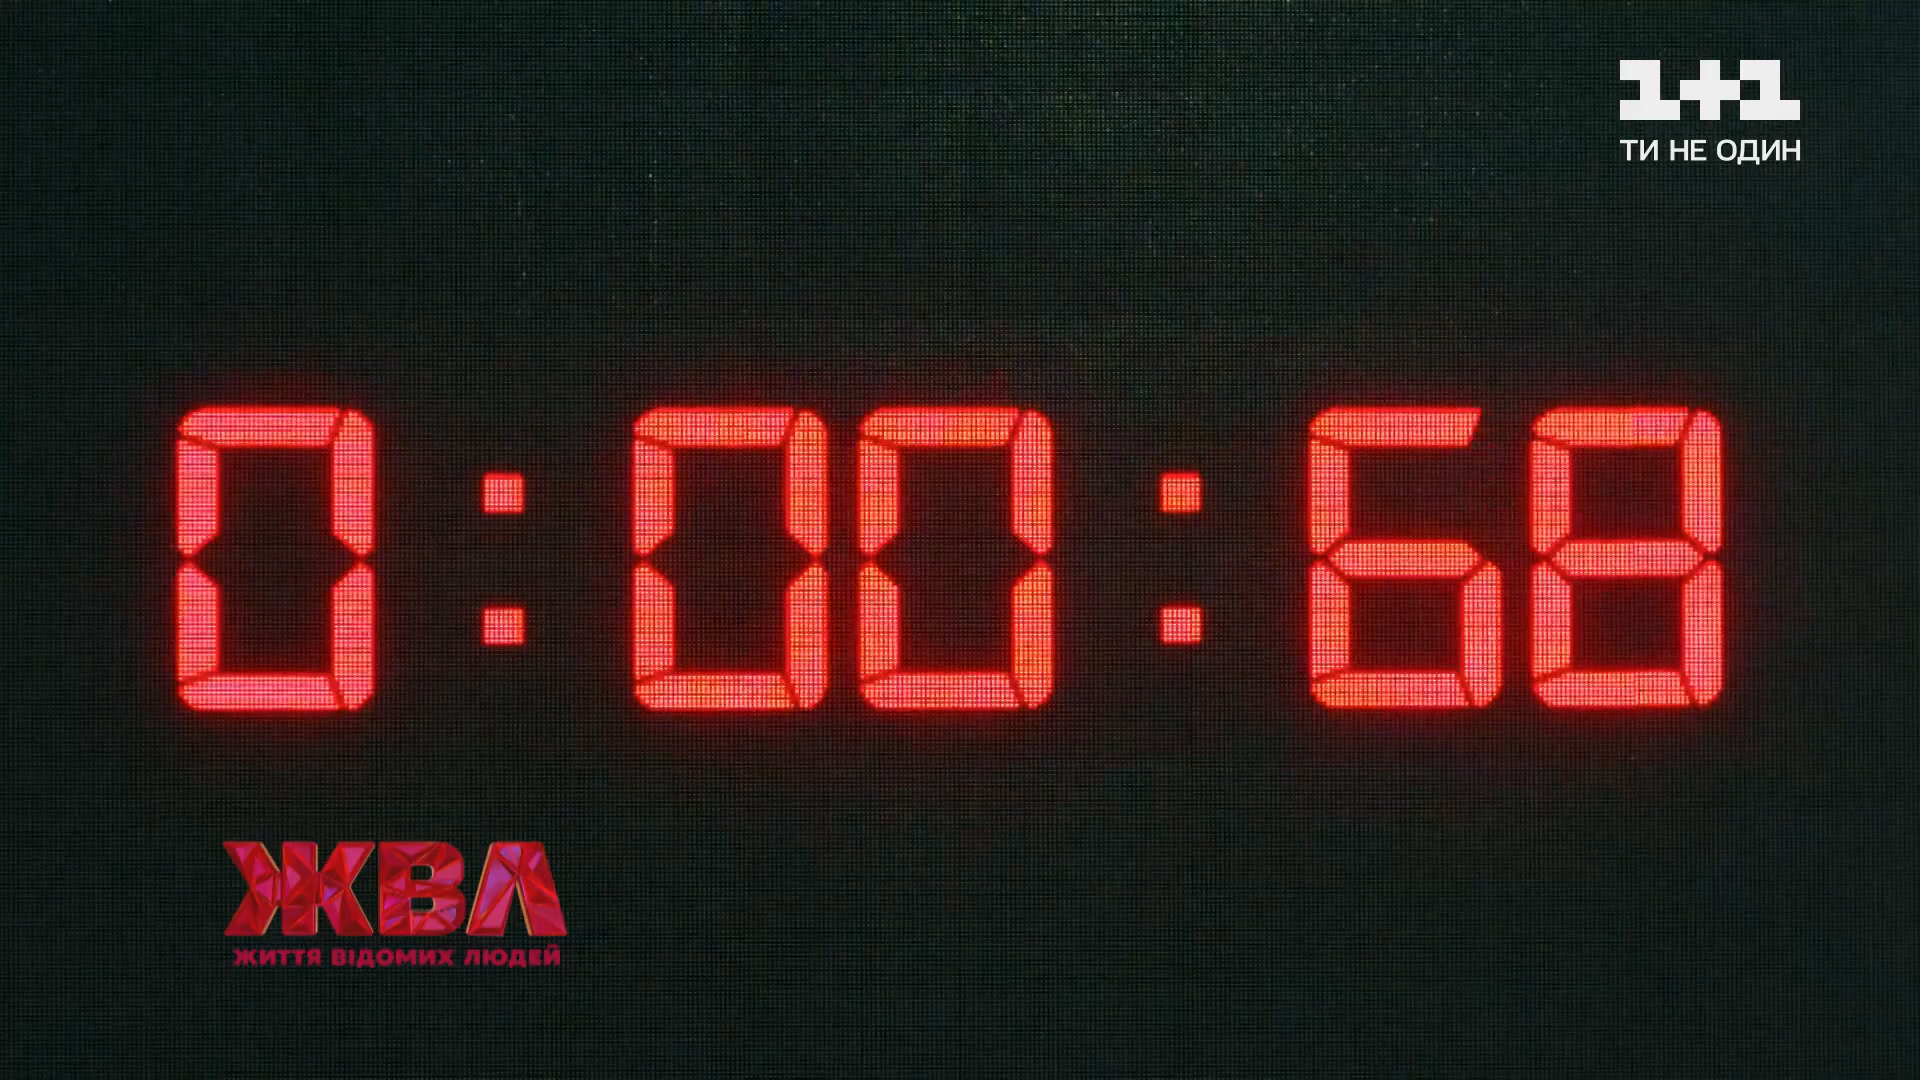 1+1
ТИ НЕ ОДИН
0:00:68
ЖВЛ
ЖИТТЯ ВІДОМИХ ЛЮДЕЙ